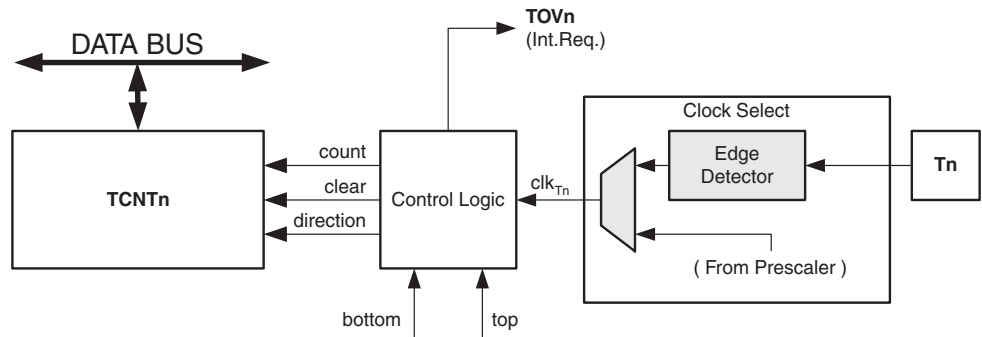 TOVn
(Int.Req.)
DATA BUS
Clock Select
TCNTn
count
clear
direction
Control Logic
clkTn
Edge
Detector
Tn
( From Prescaler )
bottom
top